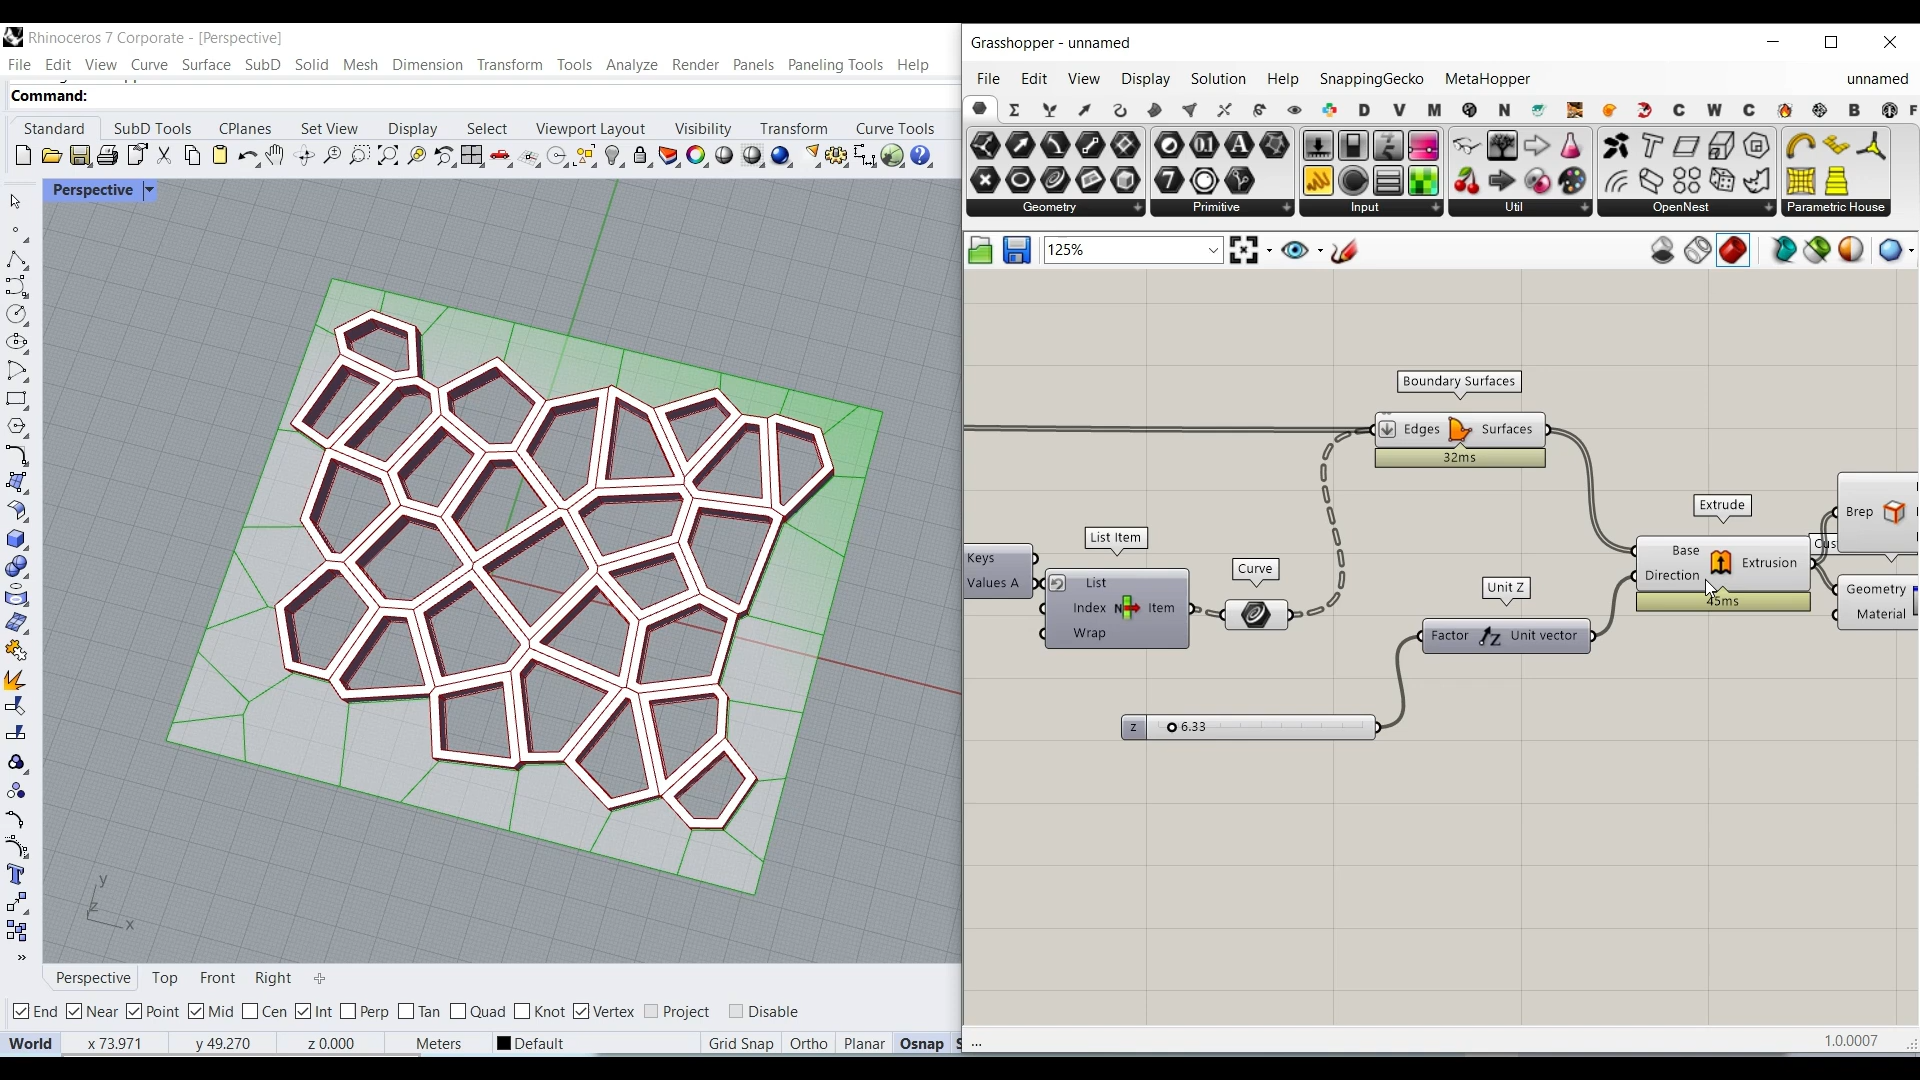 Rhinoceros 7 Corporate - [Perspective]
File Edit View Curve Surface SubD Solid Mesh Dimension Transform Tools Analyze Render Panels Paneling Tools Help
Command:
Standard SubD Tools CPlanes Set View Display Select Viewport Layout Visibility Transform Curve Tools
Perspective
y
z
x
Perspective Top Front Right
End Near Point Mid Cen Int Perp Tan Quad Knot Vertex Project Disable
World x 73.971 y 49.270 z 0.000 Meters Default Grid Snap Ortho Planar Osnap S
Grasshopper - unnamed
File Edit View Display Solution Help SnappingGecko MetaHopper unnamed
D V M N C W C B F
Geometry Primitive Input Util OpenNest Parametric House
125%
Boundary Surfaces
Edges Surfaces
32ms
Extrude
Base
Direction
Extrusion
45ms
Cus
Brep
Geometry
Material
List Item
Keys
Values A
List
Index
Item
Wrap
Curve
Unit Z
Factor Unit vector
z 6.33
...
1.0.0007